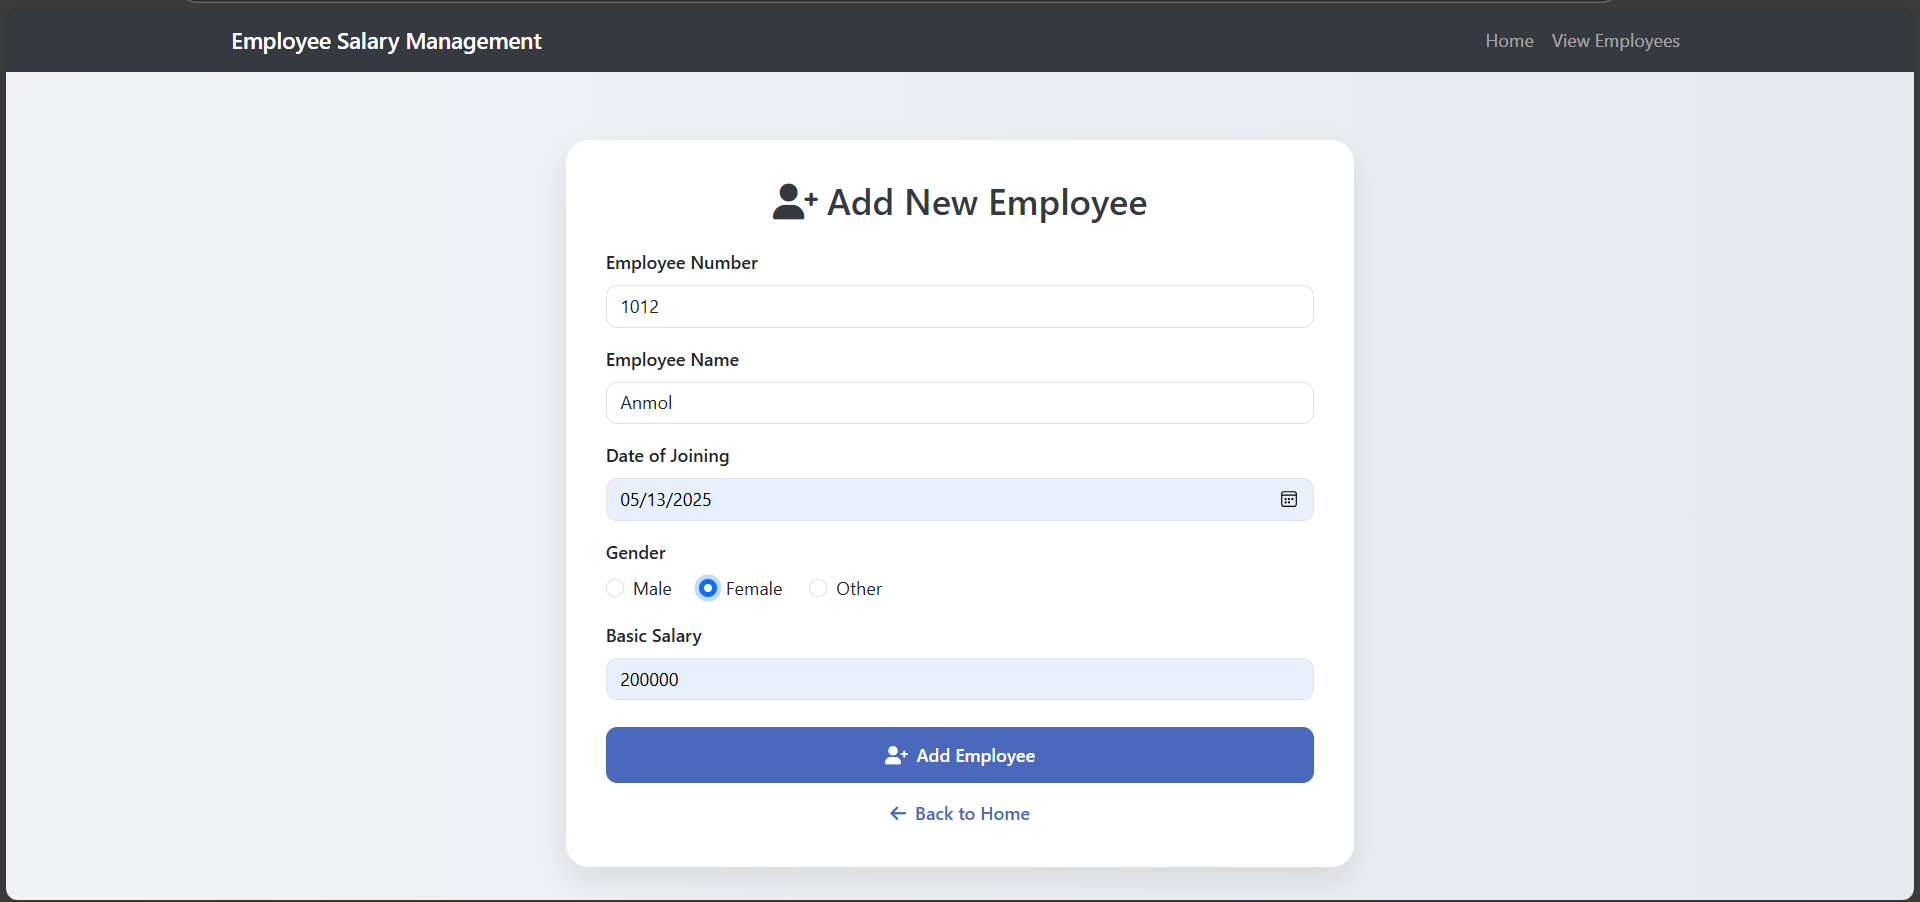 Employee Salary Management Home View Employees
Add New Employee
Employee Number
1012
Employee Name
Anmol
Date of Joining
05/13/2025
Gender
Male Female Other
Basic Salary
200000
Add Employee
Back to Home